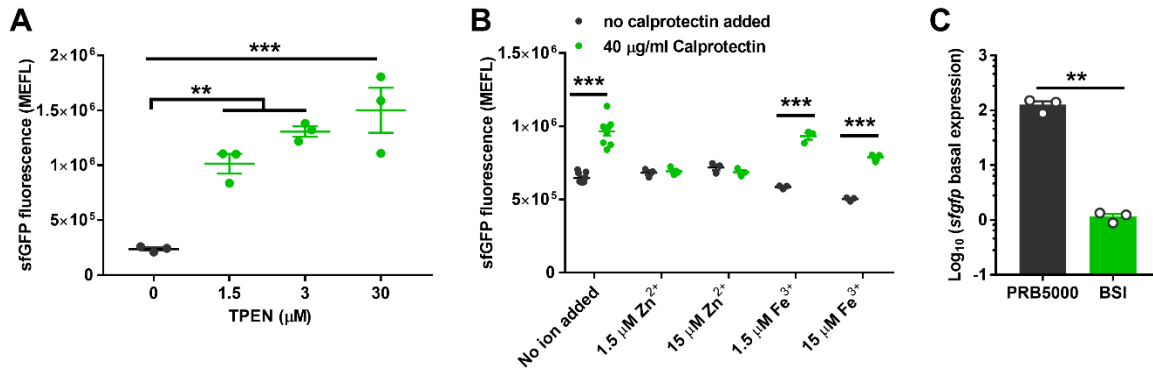 A
***
**
sfGFP fluorescence (MEFL)
2×10⁶
1.5×10⁶
1×10⁶
5×10⁵
0
0 1.5 3 30
TPEN (μM)
B
no calprotectin added
40 μg/ml Calprotectin
sfGFP fluorescence (MEFL)
1.5×10⁶
1×10⁶
5×10⁵
0
*** *** ***
No ion added
1.5 μM Zn²⁺
15 μM Zn²⁺
1.5 μM Fe³⁺
15 μM Fe³⁺
C
**
Log₁₀ (sfgfp basal expression)
3
2
1
0
-1
PRB5000 BSI